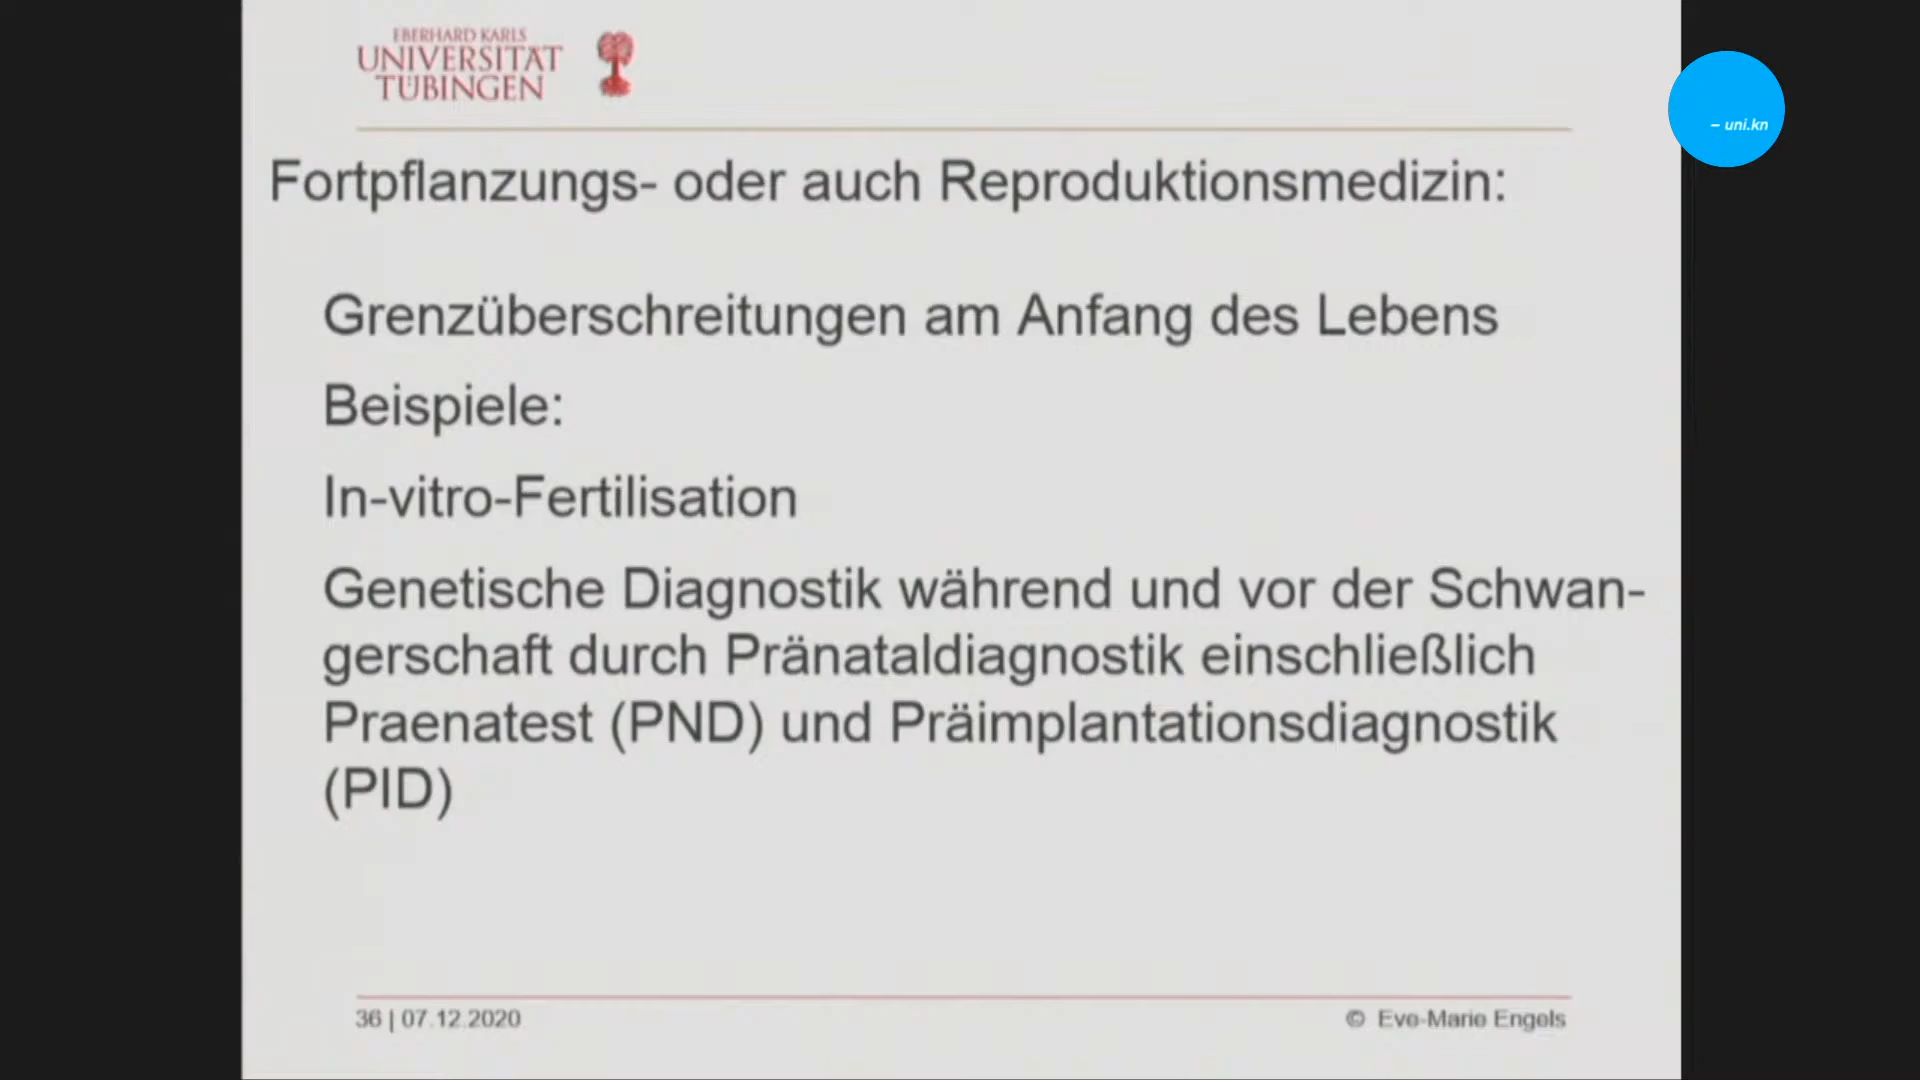 EBERHARD KARLS
UNIVERSITÄT
TÜBINGEN
– uni.kn
Fortpflanzungs- oder auch Reproduktionsmedizin:
Grenzüberschreitungen am Anfang des Lebens
Beispiele:
In-vitro-Fertilisation
Genetische Diagnostik während und vor der Schwan-
gerschaft durch Pränataldiagnostik einschließlich
Praenatest (PND) und Präimplantationsdiagnostik
(PID)
36 | 07.12.2020
© Eve-Marie Engels